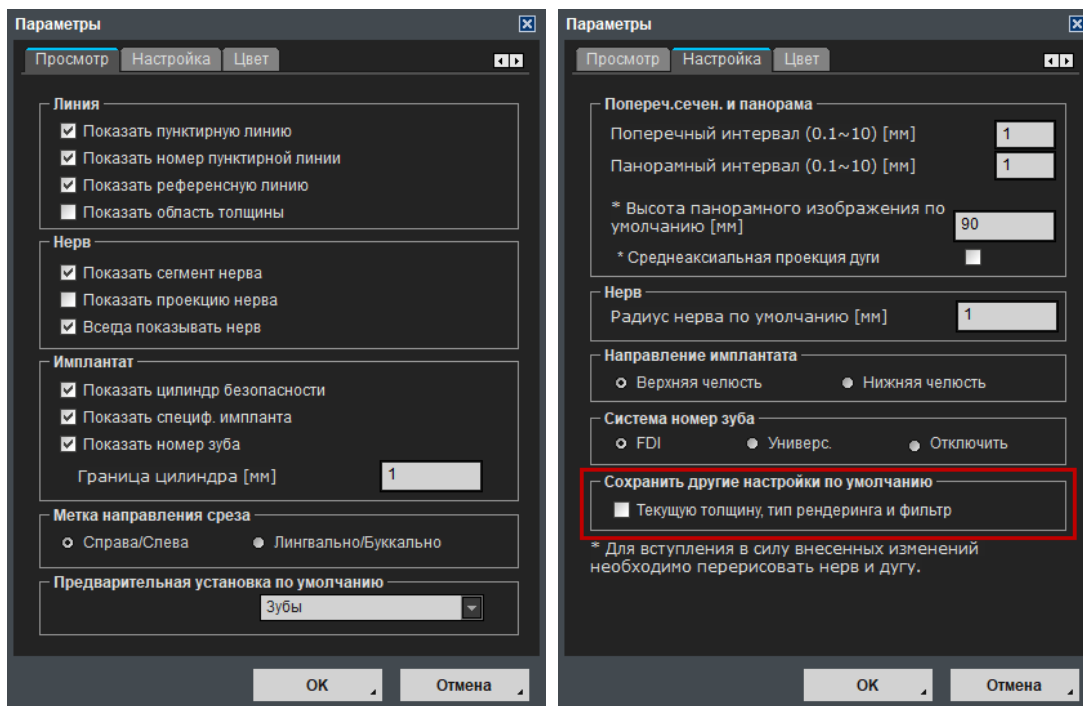 Параметры
Просмотр Настройка Цвет
Линия
Показать пунктирную линию
Показать номер пунктирной линии
Показать референсную линию
Показать область толщины
Нерв
Показать сегмент нерва
Показать проекцию нерва
Всегда показывать нерв
Имплантат
Показать цилиндр безопасности
Показать специф. импланта
Показать номер зуба
Граница цилиндра [мм] 1
Метка направления среза
Справа/Слева Лингвально/Буккально
Предварительная установка по умолчанию
Зубы
OK Отмена
Параметры
Просмотр Настройка Цвет
Попереч.сечен. и панорама
Поперечный интервал (0.1~10) [мм] 1
Панорамный интервал (0.1~10) [мм] 1
* Высота панорамного изображения по
умолчанию [мм] 90
* Среднеаксиальная проекция дуги
Нерв
Радиус нерва по умолчанию [мм] 1
Направление имплантата
Верхняя челюсть Нижняя челюсть
Система номер зуба
FDI Универс. Отключить
Сохранить другие настройки по умолчанию
Текущую толщину, тип рендеринга и фильтр
* Для вступления в силу внесенных изменений
необходимо перерисовать нерв и дугу.
OK Отмена